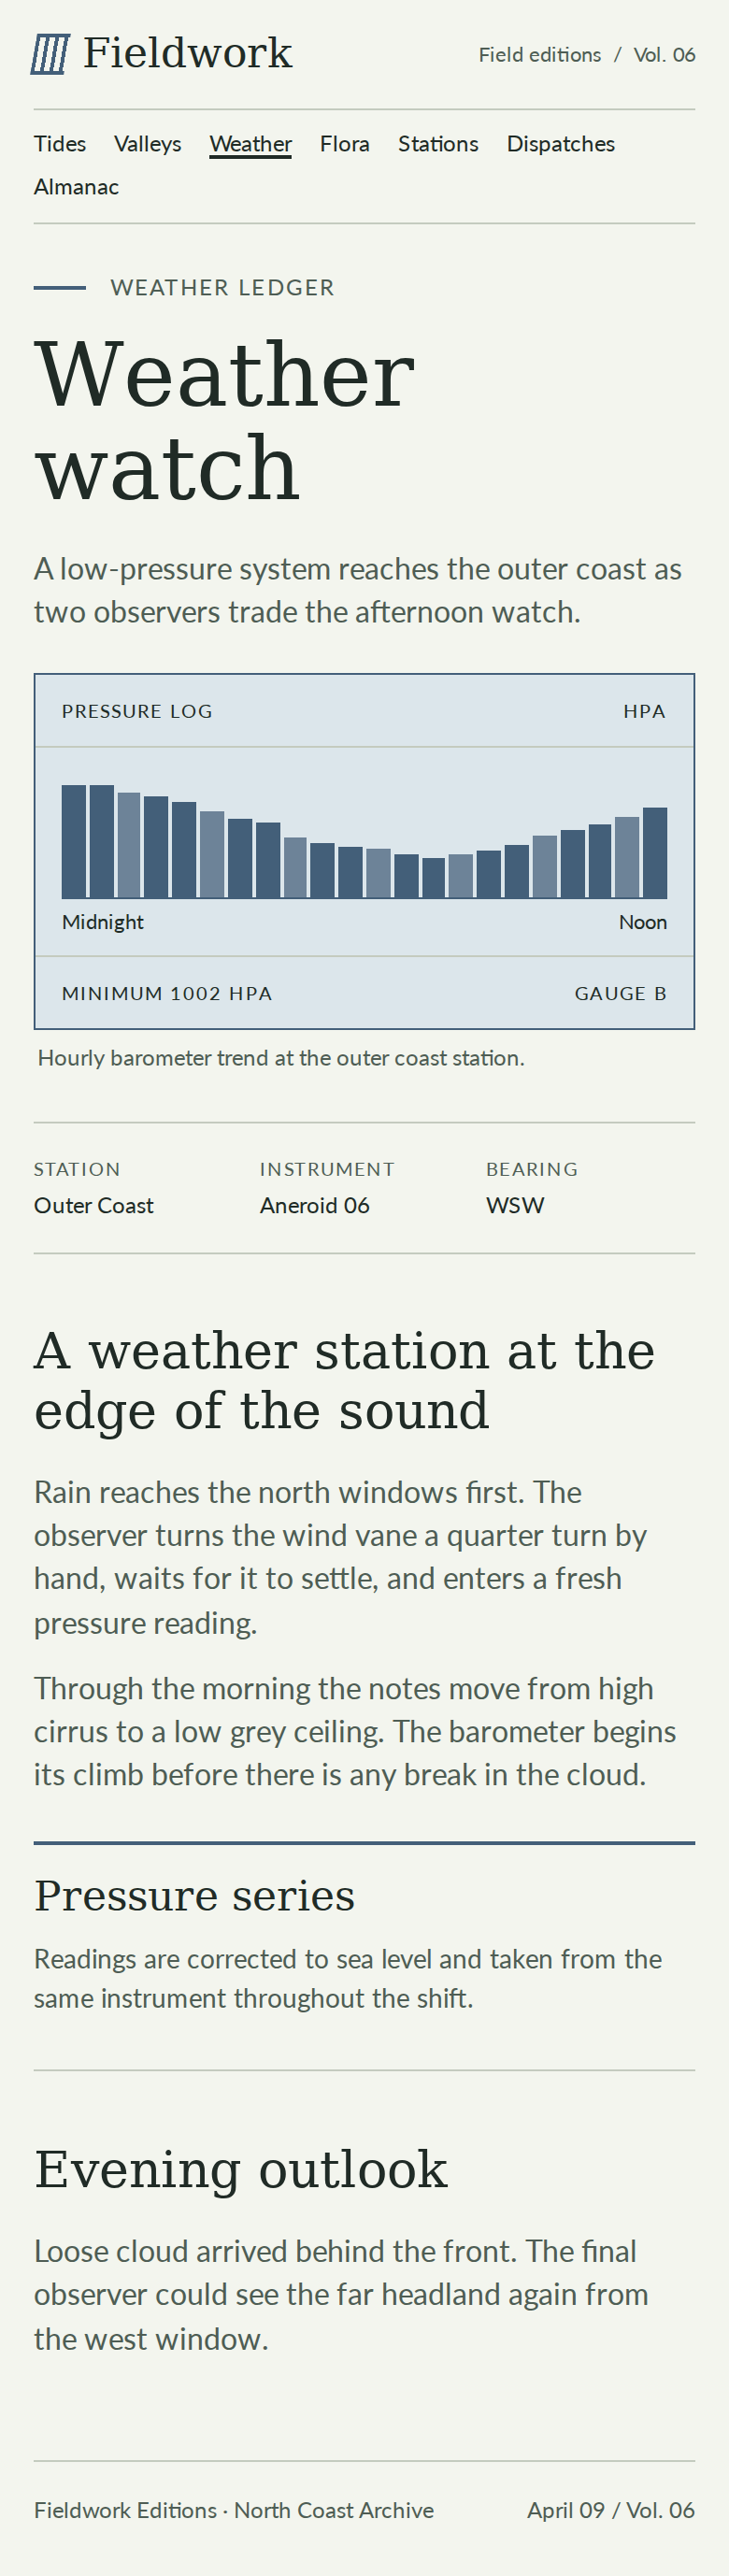 Fieldwork
Field editions / Vol. 06
Tides Valleys Weather Flora Stations Dispatches
Almanac
WEATHER LEDGER
Weather
watch
A low-pressure system reaches the outer coast as
two observers trade the afternoon watch.
PRESSURE LOG HPA
Midnight Noon
MINIMUM 1002 HPA GAUGE B
Hourly barometer trend at the outer coast station.
STATION INSTRUMENT BEARING
Outer Coast Aneroid 06 WSW
A weather station at the
edge of the sound
Rain reaches the north windows first. The
observer turns the wind vane a quarter turn by
hand, waits for it to settle, and enters a fresh
pressure reading.
Through the morning the notes move from high
cirrus to a low grey ceiling. The barometer begins
its climb before there is any break in the cloud.
Pressure series
Readings are corrected to sea level and taken from the
same instrument throughout the shift.
Evening outlook
Loose cloud arrived behind the front. The final
observer could see the far headland again from
the west window.
Fieldwork Editions · North Coast Archive April 09 / Vol. 06